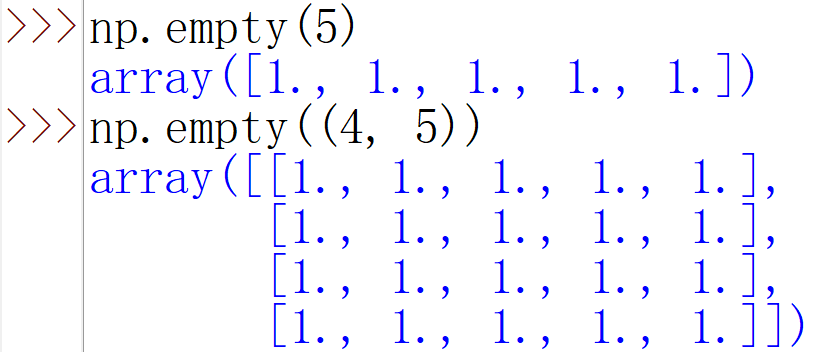 >>> np.empty(5)
array([1., 1., 1., 1., 1.])
>>> np.empty((4, 5))
array([[1., 1., 1., 1., 1.],
       [1., 1., 1., 1., 1.],
       [1., 1., 1., 1., 1.],
       [1., 1., 1., 1., 1.]])